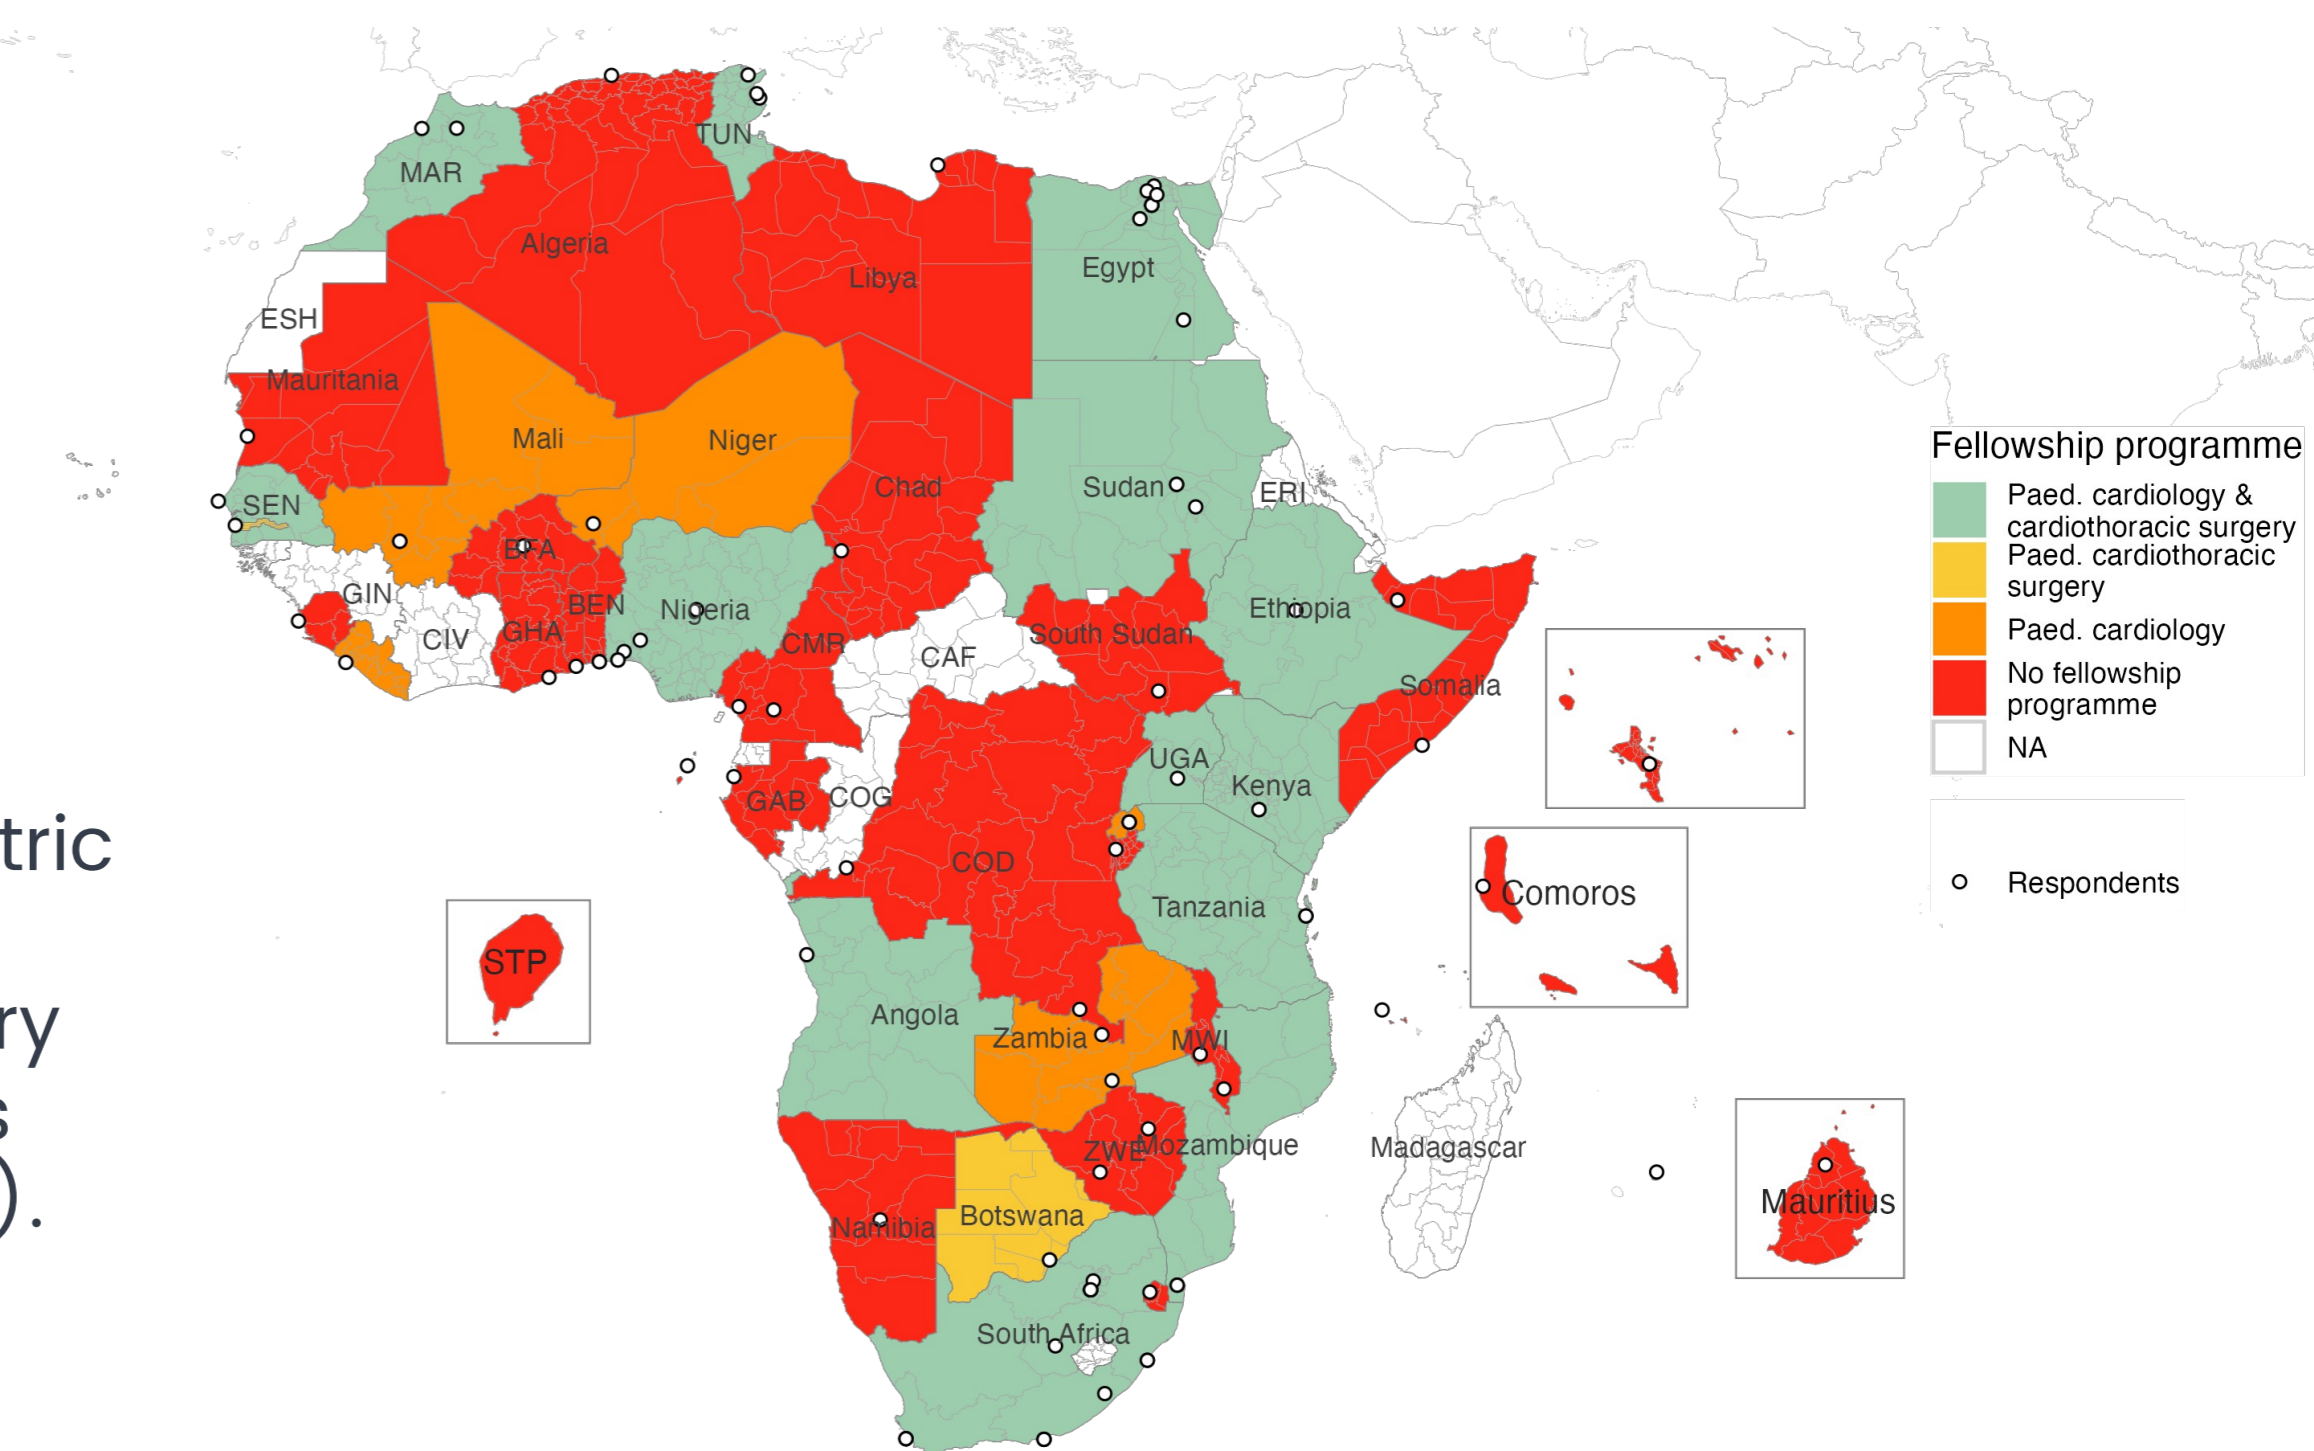 tric
ry
s
).
TUN
MAR
Algeria
Libya
Egypt
ESH
Mauritania
Mali
Niger
Chad
Sudan
ERI
SEN
BFA
GIN
BEN
Nigeria
Ethiopia
CIV
GHA
CMR
South Sudan
CAF
Somalia
UGA
Kenya
GAB
COG
COD
Tanzania
Comoros
STP
Angola
Zambia
MWI
ZWE
Mozambique
Madagascar
Namibia
Botswana
Mauritius
South Africa
Fellowship programme
Paed. cardiology &
cardiothoracic surgery
Paed. cardiothoracic
surgery
Paed. cardiology
No fellowship
programme
NA
Respondents